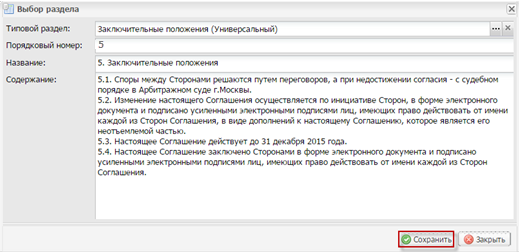 Выбор раздела
Типовой раздел: Заключительные положения (Универсальный)
Порядковый номер: 5
Название: 5. Заключительные положения
Содержание: 5.1. Споры между Сторонами решаются путем переговоров, а при недостижении согласия - с судебном
порядке в Арбитражном суде г.Москвы.
5.2. Изменение настоящего Соглашения осуществляется по инициативе Сторон, в форме электронного
документа и подписано усиленными электронными подписями лиц, имеющих право действовать от имени
каждой из Сторон Соглашения, в виде дополнений к настоящему Соглашению, которое является его
неотъемлемой частью.
5.3. Настоящее Соглашение действует до 31 декабря 2015 года.
5.4. Настоящее Соглашение заключено Сторонами в форме электронного документа и подписано
усиленными электронными подписями лиц, имеющих право действовать от имени каждой из Сторон
Соглашения.
Сохранить Закрыть